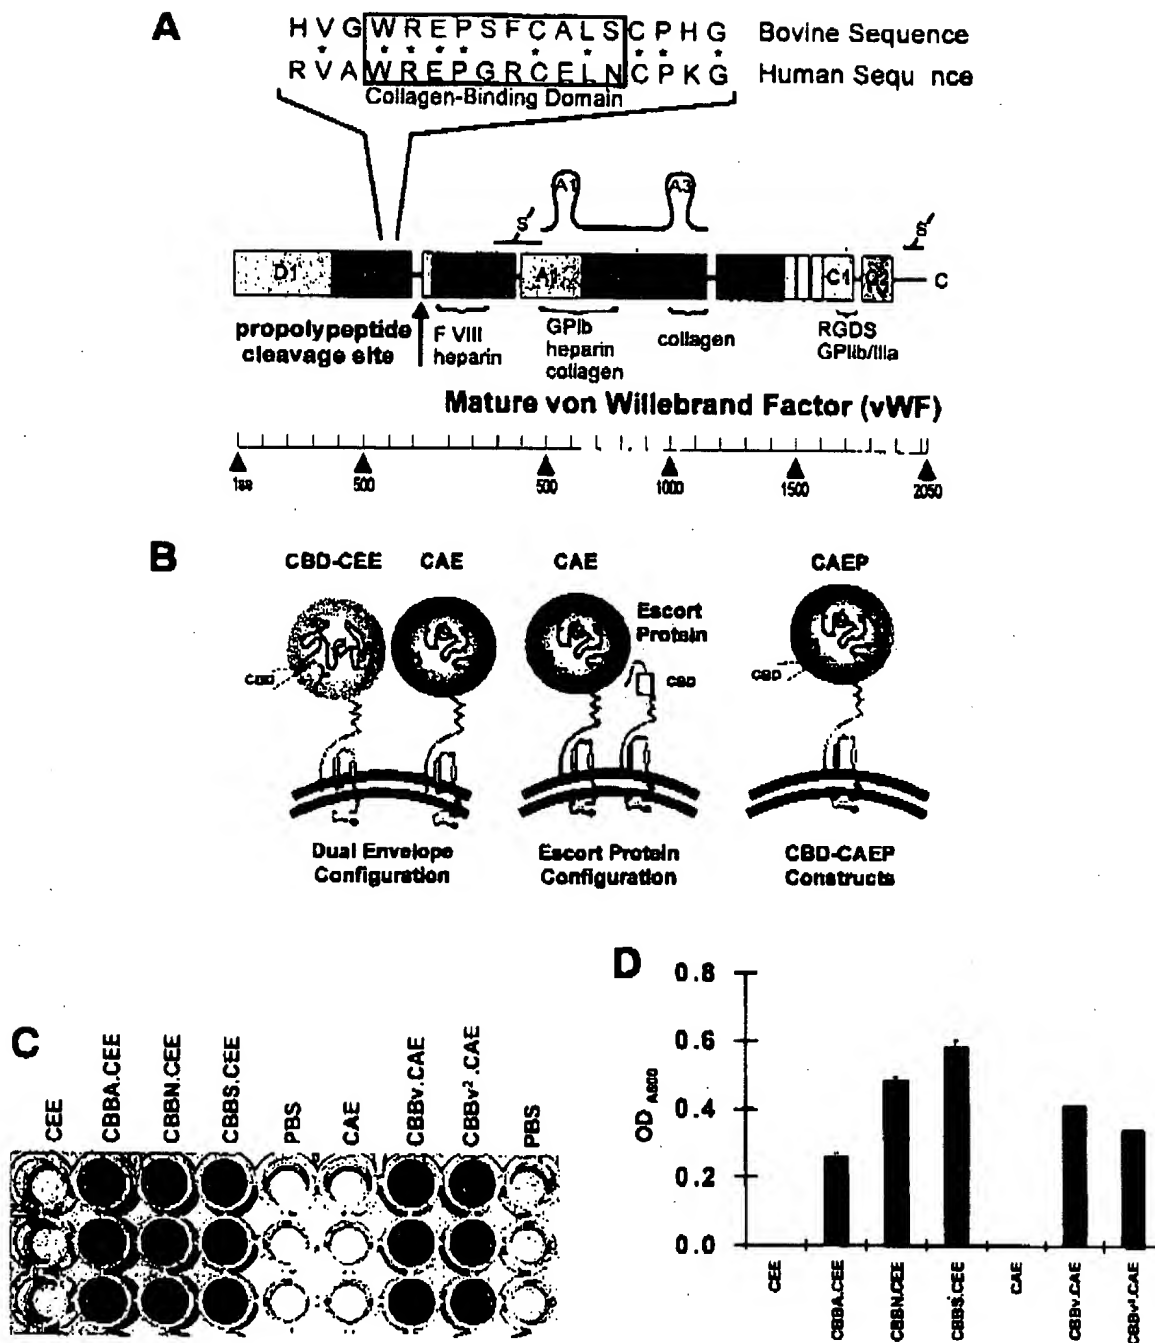 A
H V G W R E P S F C A L S C P H G Bovine Sequence
* * * * * * * * * *
R V A W R E P G R C E L N C P K G Human Sequ nce
Collagen-Binding Domain
A1 A3
S S
D1 A1 C1 C
propolypeptide
cleavage site
F VIII
heparin
GPIb
heparin
collagen
collagen
RGDS
GPIIb/IIIa
Mature von Willebrand Factor (vWF)
1aa 500 500 1000 1500 2050
B
CBD-CEE CAE CAE CAEP
Escort
Protein
CBD CBD CBD
Dual Envelope
Configuration
Escort Protein
Configuration
CBD-CAEP
Constructs
C
CEE
CBBA.CEE
CBBN.CEE
CBBS.CEE
PBS
CAE
CBBv.CAE
CBBv².CAE
PBS
D
OD A600
0.8
0.6
0.4
0.2
0.0
CEE
CBBA.CEE
CBBN.CEE
CBBS.CEE
CAE
CBBv.CAE
CBBv².CAE